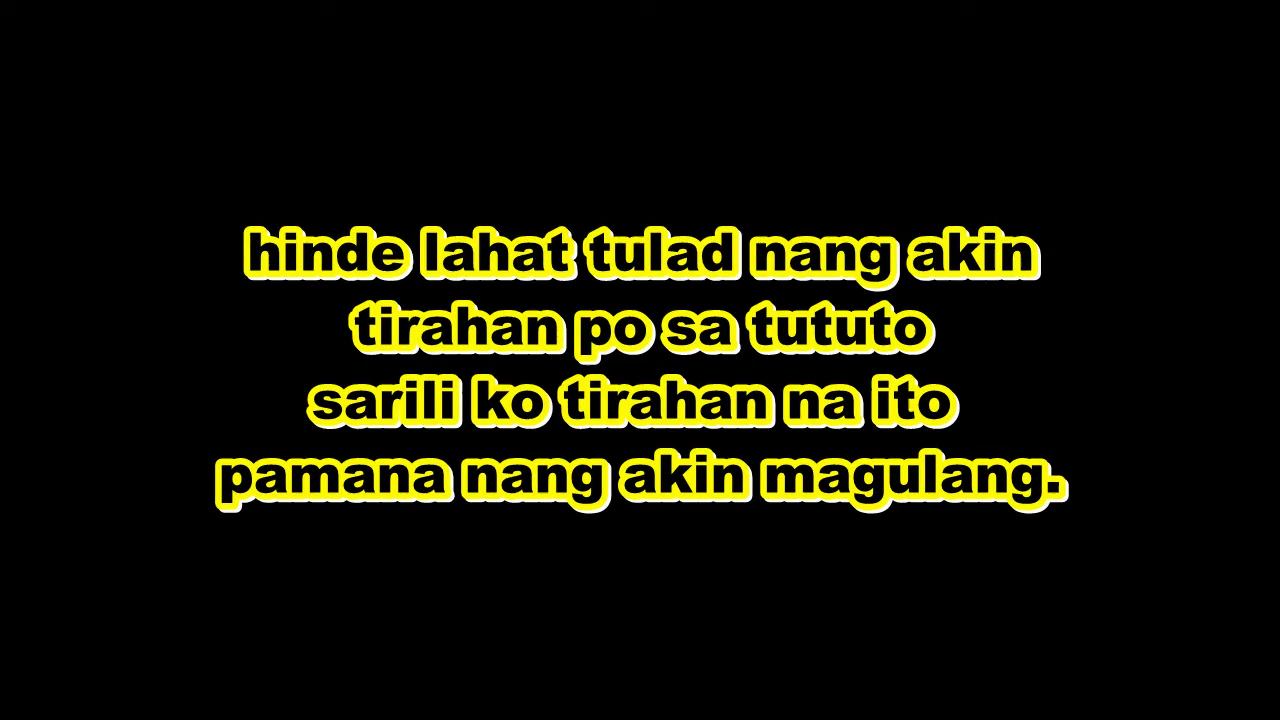 hinde lahat tulad nang akin
tirahan po sa tututo
sarili ko tirahan na ito
pamana nang akin magulang.